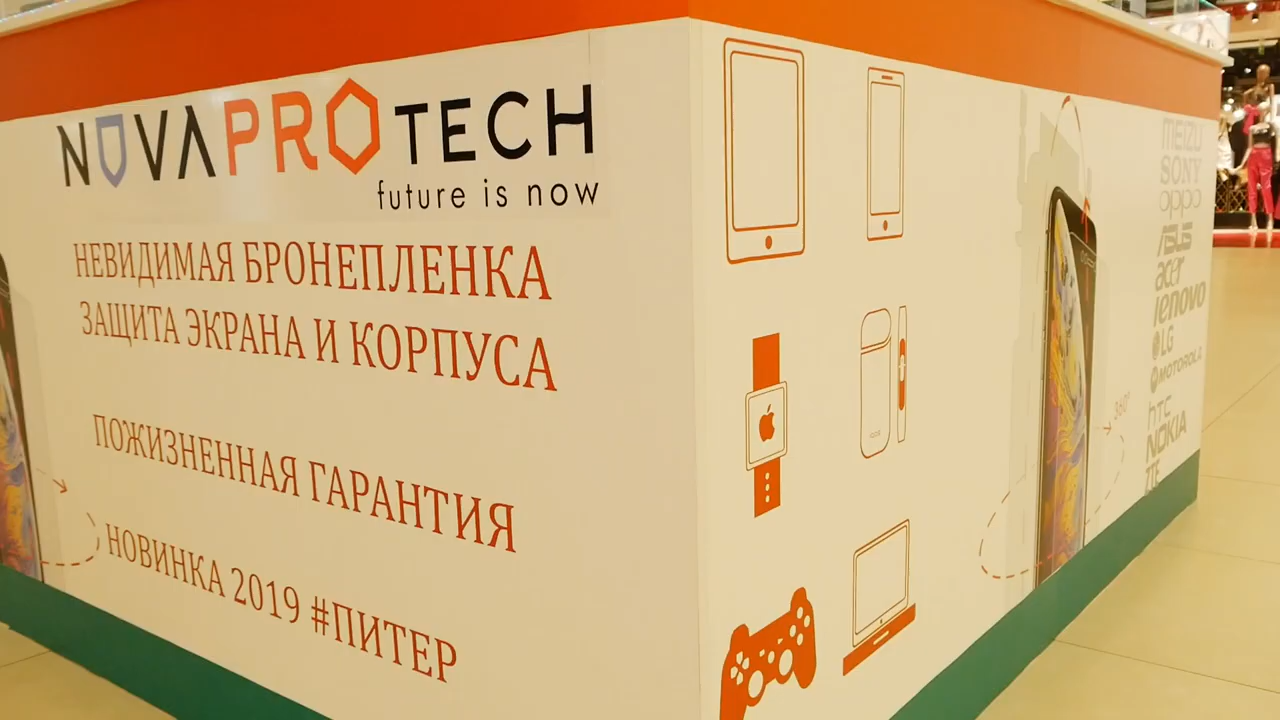 NOVAPROTECH
future is now
НЕВИДИМАЯ БРОНЕПЛЕНКА
ЗАЩИТА ЭКРАНА И КОРПУСА
ПОЖИЗНЕННАЯ ГАРАНТИЯ
НОВИНКА 2019 #ПИТЕР
MEIZU
SONY
oppo
ASUS
acer
lenovo
LG
MOTOROLA
360°
hTC
NOKIA
ZTE